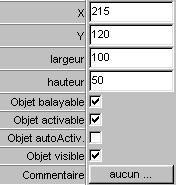 X 215
Y 120
largeur 100
hauteur 50
Objet balayable
Objet activable
Objet autoActiv.
Objet visible
Commentaire aucun ...